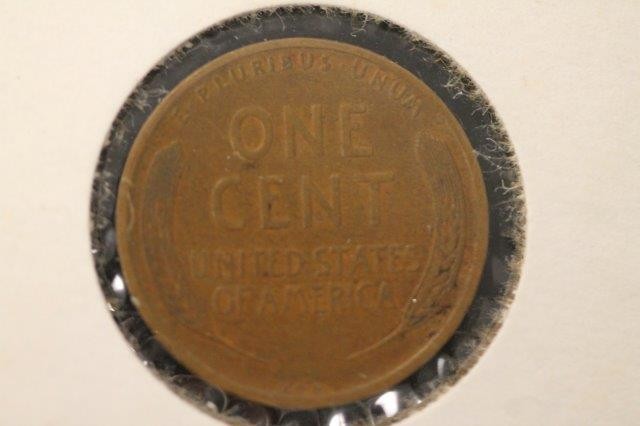 E·PLURIBUS·UNUM
ONE
CENT
UNITED·STATES
OF AMERICA